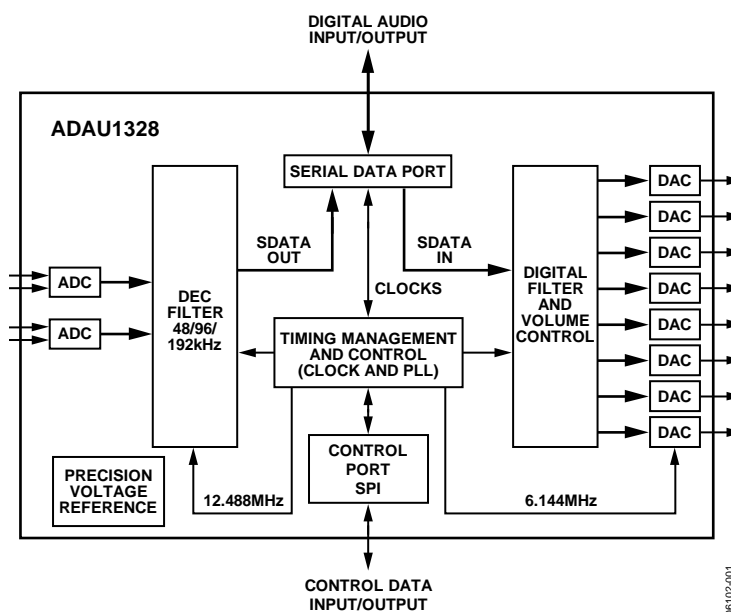 DIGITAL AUDIO
INPUT/OUTPUT
ADAU1328
SERIAL DATA PORT
SDATA
OUT
SDATA
IN
CLOCKS
ADC
ADC
DEC
FILTER
48/96/
192kHz
TIMING MANAGEMENT
AND CONTROL
(CLOCK AND PLL)
DIGITAL
FILTER
AND
VOLUME
CONTROL
DAC
DAC
DAC
DAC
DAC
DAC
DAC
DAC
PRECISION
VOLTAGE
REFERENCE
12.488MHz
CONTROL
PORT
SPI
6.144MHz
CONTROL DATA
INPUT/OUTPUT
06102-001